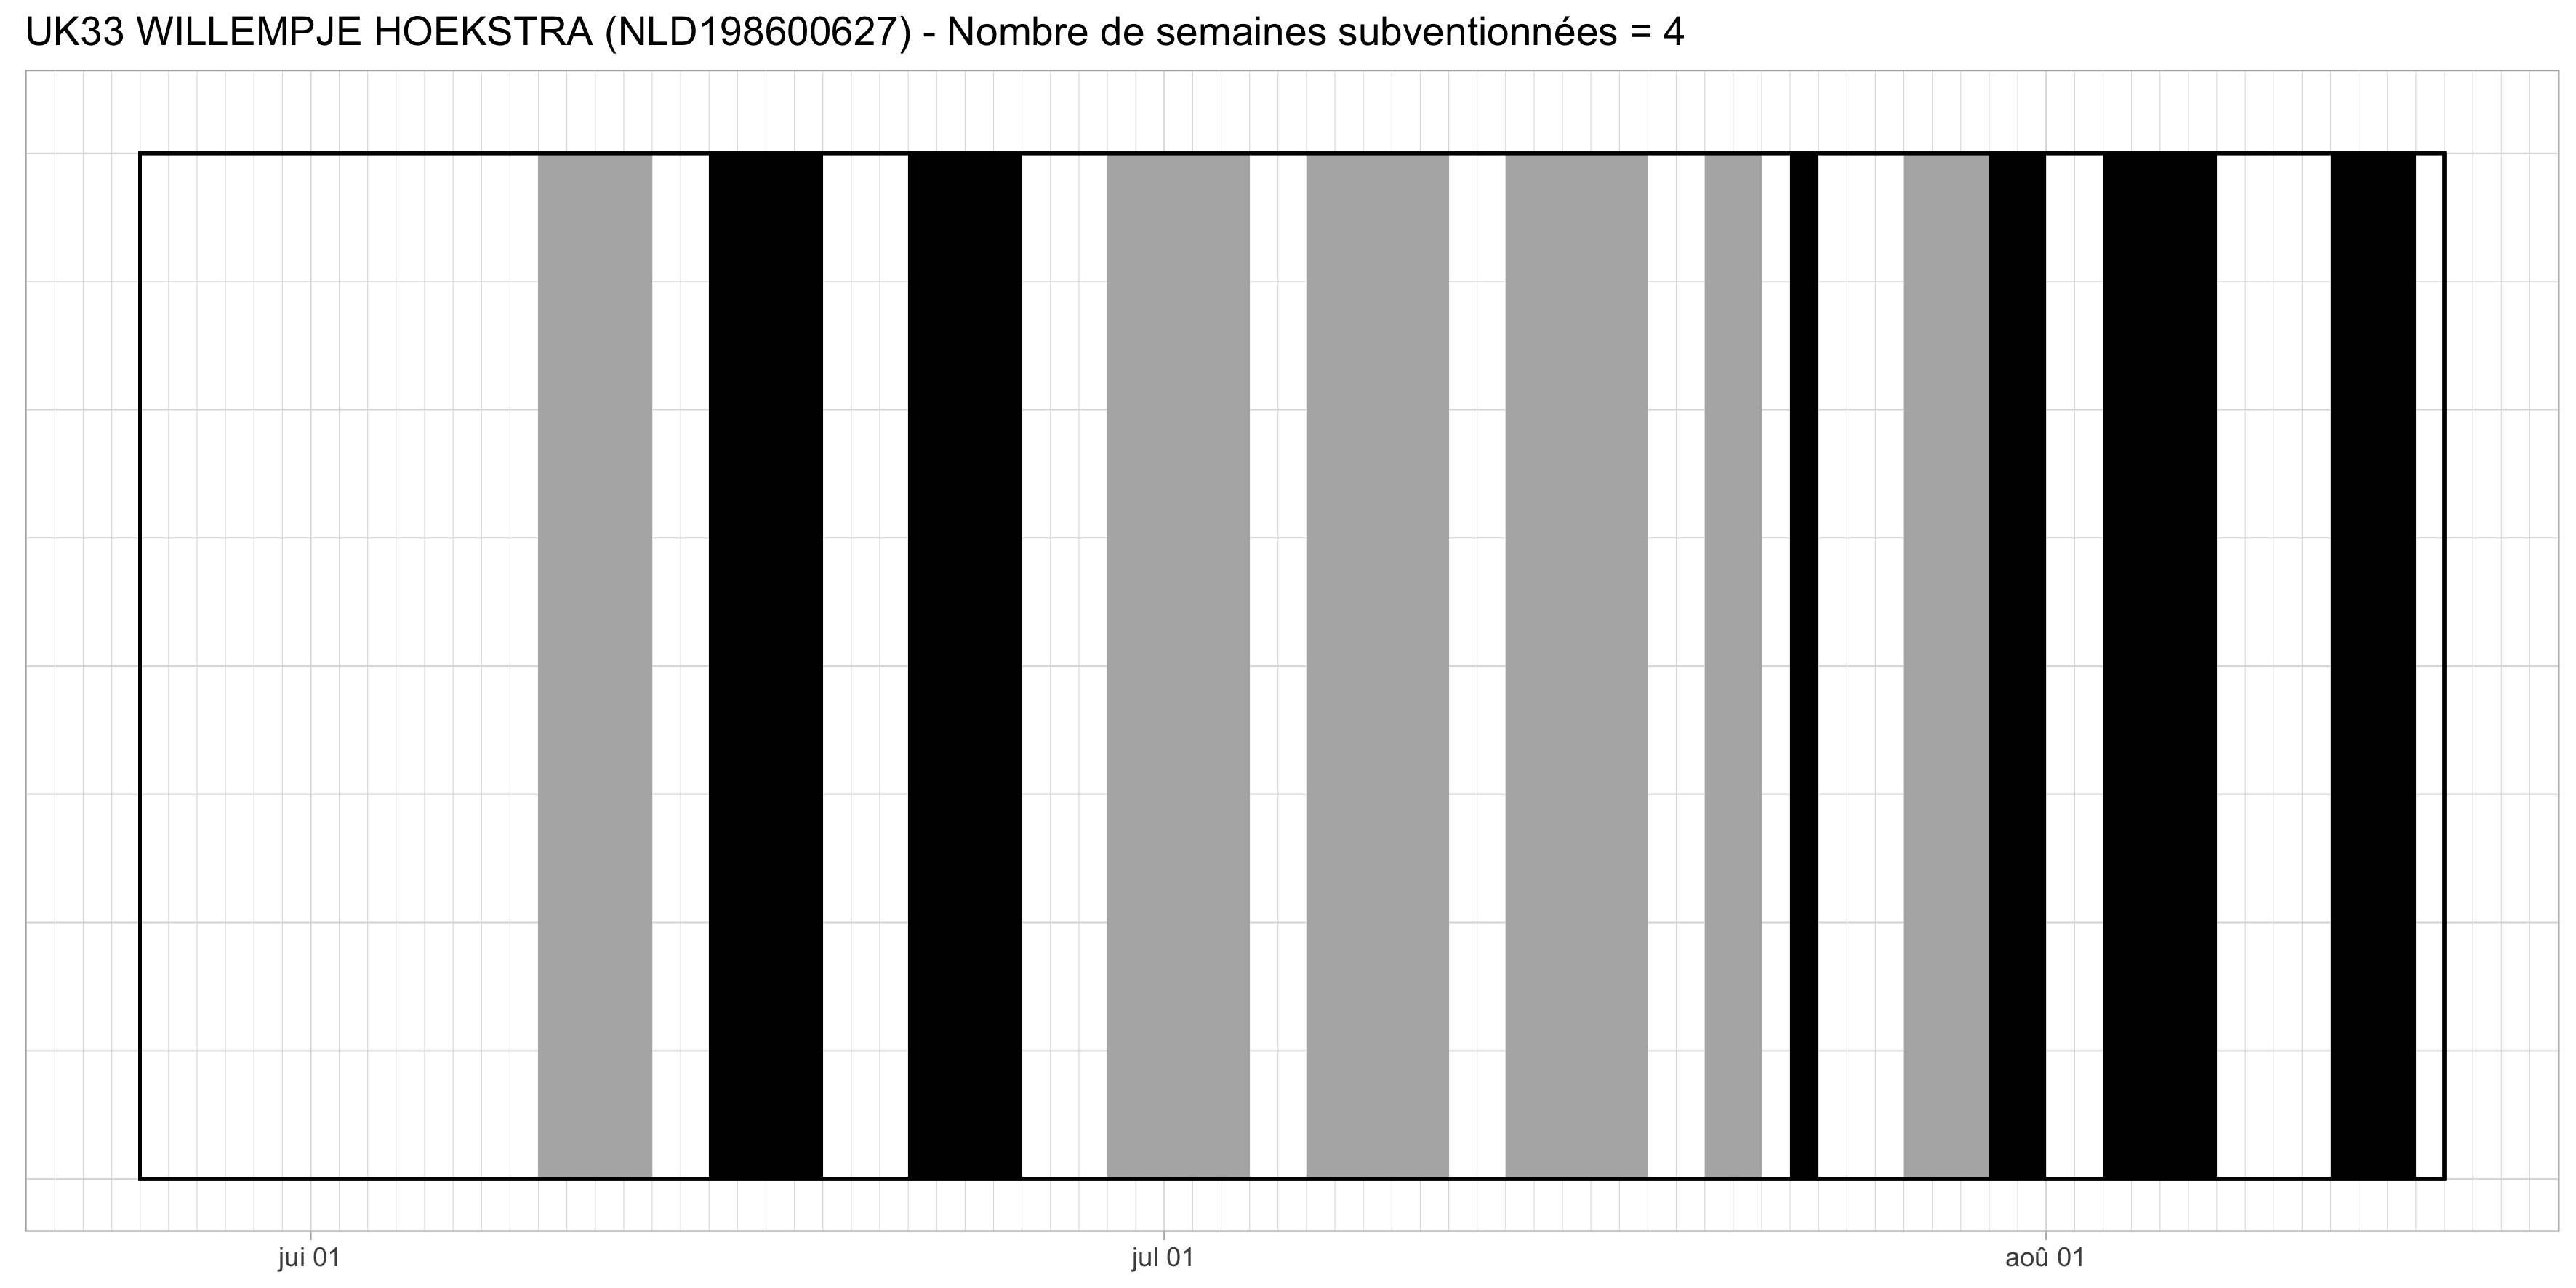 UK33 WILLEMPJE HOEKSTRA (NLD198600627) - Nombre de semaines subventionnées = 4
jui 01
jul 01
aoû 01